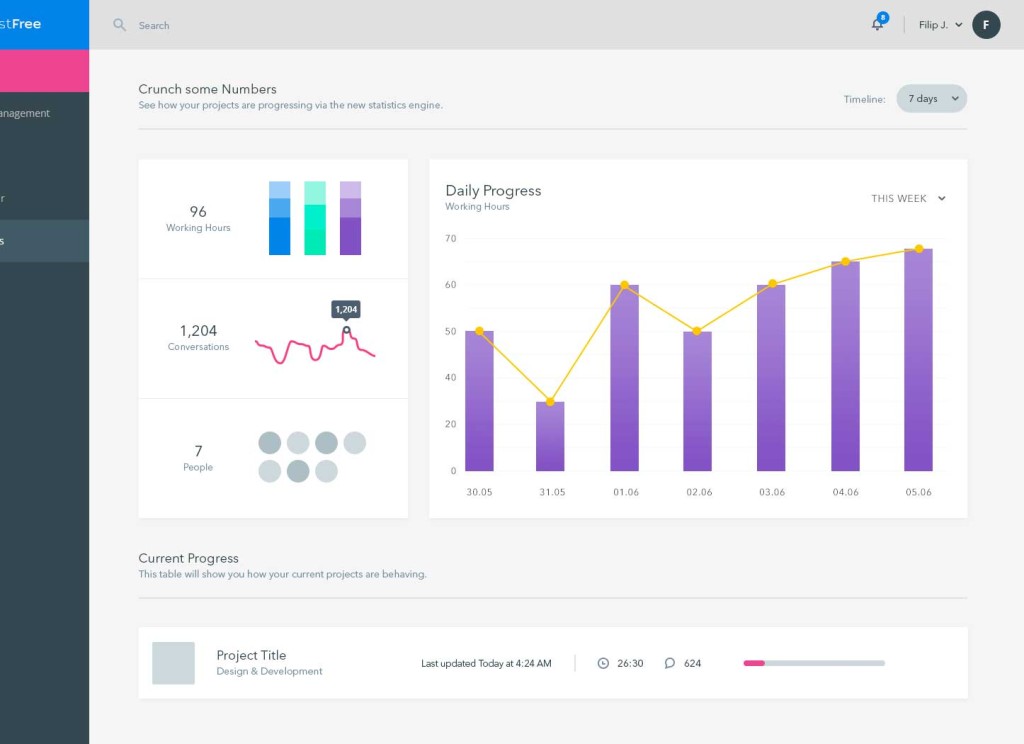 stFree
Search
8
Filip J.
F
anagement
r
s
Crunch some Numbers
See how your projects are progressing via the new statistics engine.
Timeline:
7 days
96
Working Hours
1,204
1,204
Conversations
7
People
Daily Progress
Working Hours
THIS WEEK
70
60
50
40
20
0
30.05
31.05
01.06
02.06
03.06
04.06
05.06
Current Progress
This table will show you how your current projects are behaving.
Project Title
Design & Development
Last updated Today at 4:24 AM
26:30
624